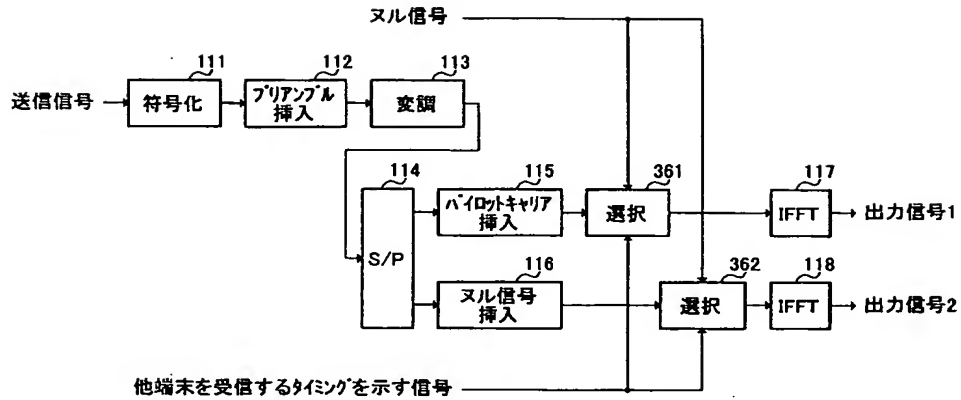 ヌル信号
111
112
113
送信信号
符号化
プリアンブル
挿入
変調
114
115
361
117
S/P
パイロットキャリア
挿入
選択
IFFT
出力信号1
116
362
118
ヌル信号
挿入
選択
IFFT
出力信号2
他端末を受信するタイミングを示す信号